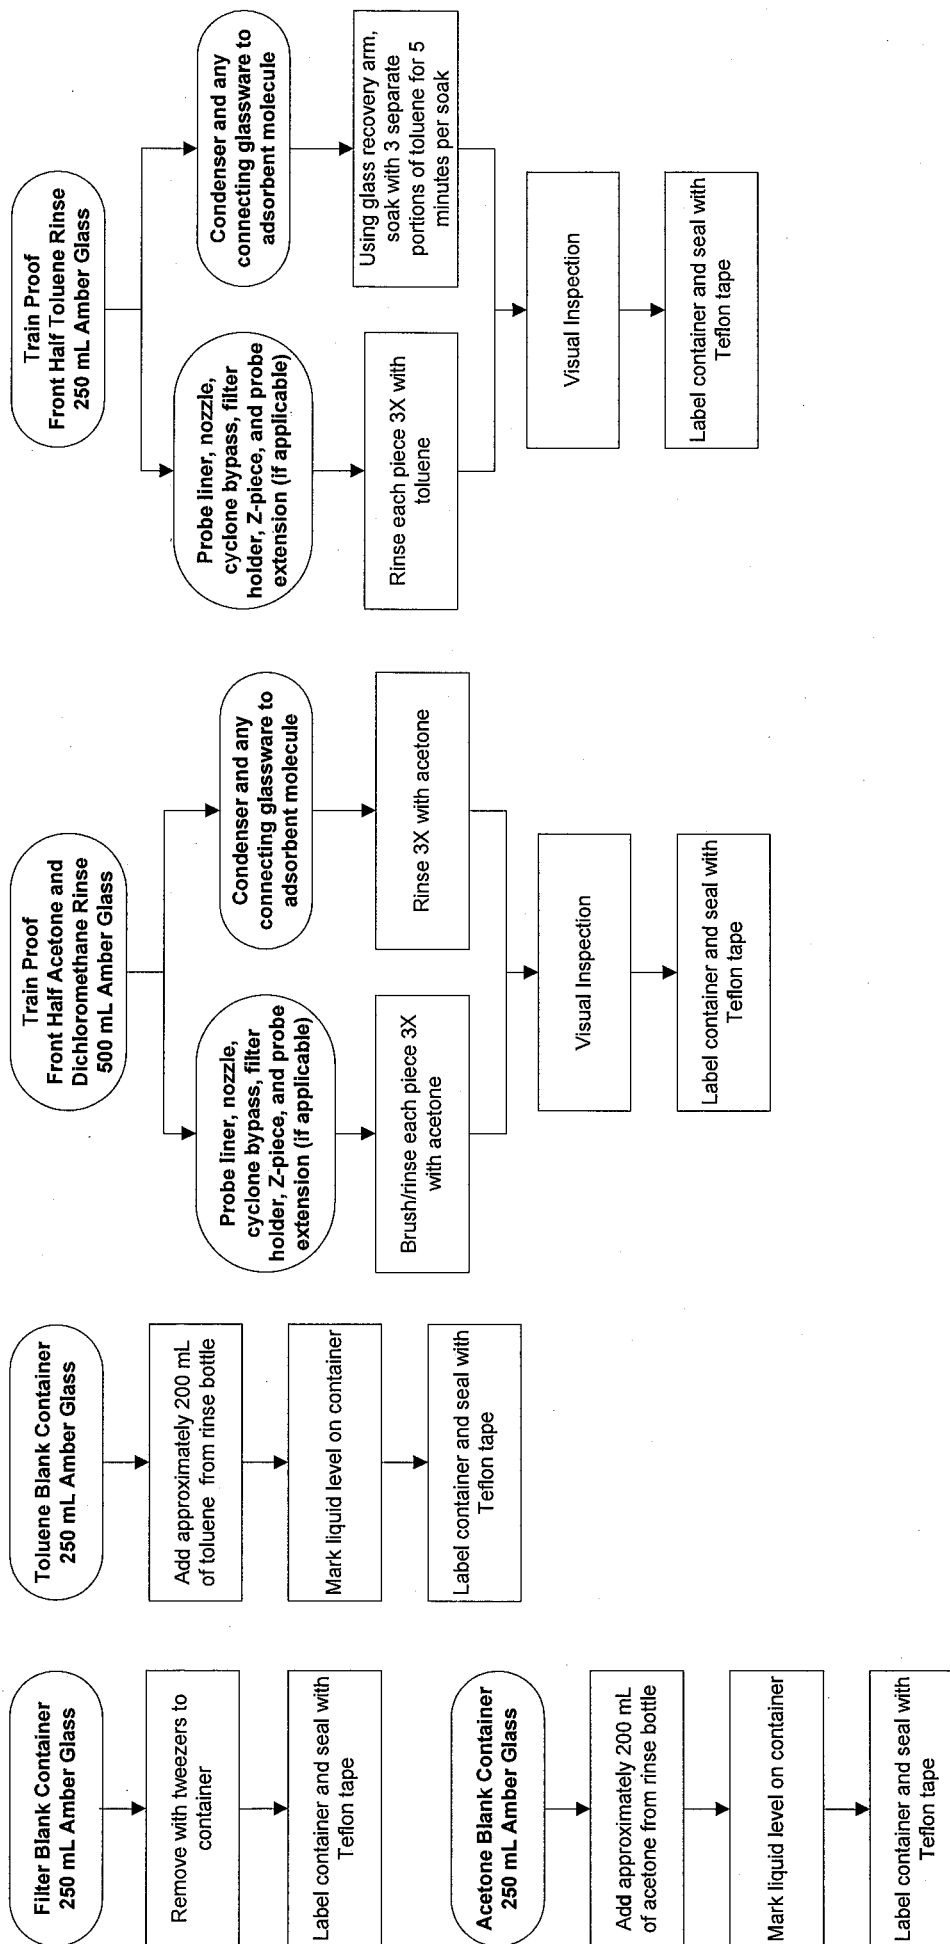 Filter Blank Container
250 mL Amber Glass
Remove with tweezers to
container
Label container and seal with
Teflon tape
Acetone Blank Container
250 mL Amber Glass
Add approximately 200 mL
of acetone from rinse bottle
Mark liquid level on container
Label container and seal with
Teflon tape
Toluene Blank Container
250 mL Amber Glass
Add approximately 200 mL
of toluene from rinse bottle
Mark liquid level on container
Label container and seal with
Teflon tape
Train Proof
Front Half Acetone and
Dichloromethane Rinse
500 mL Amber Glass
Probe liner, nozzle,
cyclone bypass, filter
holder, Z-piece, and probe
extension (if applicable)
Brush/rinse each piece 3X
with acetone
Condenser and any
connecting glassware to
adsorbent molecule
Rinse 3X with acetone
Visual Inspection
Label container and seal with
Teflon tape
Train Proof
Front Half Toluene Rinse
250 mL Amber Glass
Probe liner, nozzle,
cyclone bypass, filter
holder, Z-piece, and probe
extension (if applicable)
Rinse each piece 3X with
toluene
Condenser and any
connecting glassware to
adsorbent molecule
Using glass recovery arm,
soak with 3 separate
portions of toluene for 5
minutes per soak
Visual Inspection
Label container and seal with
Teflon tape